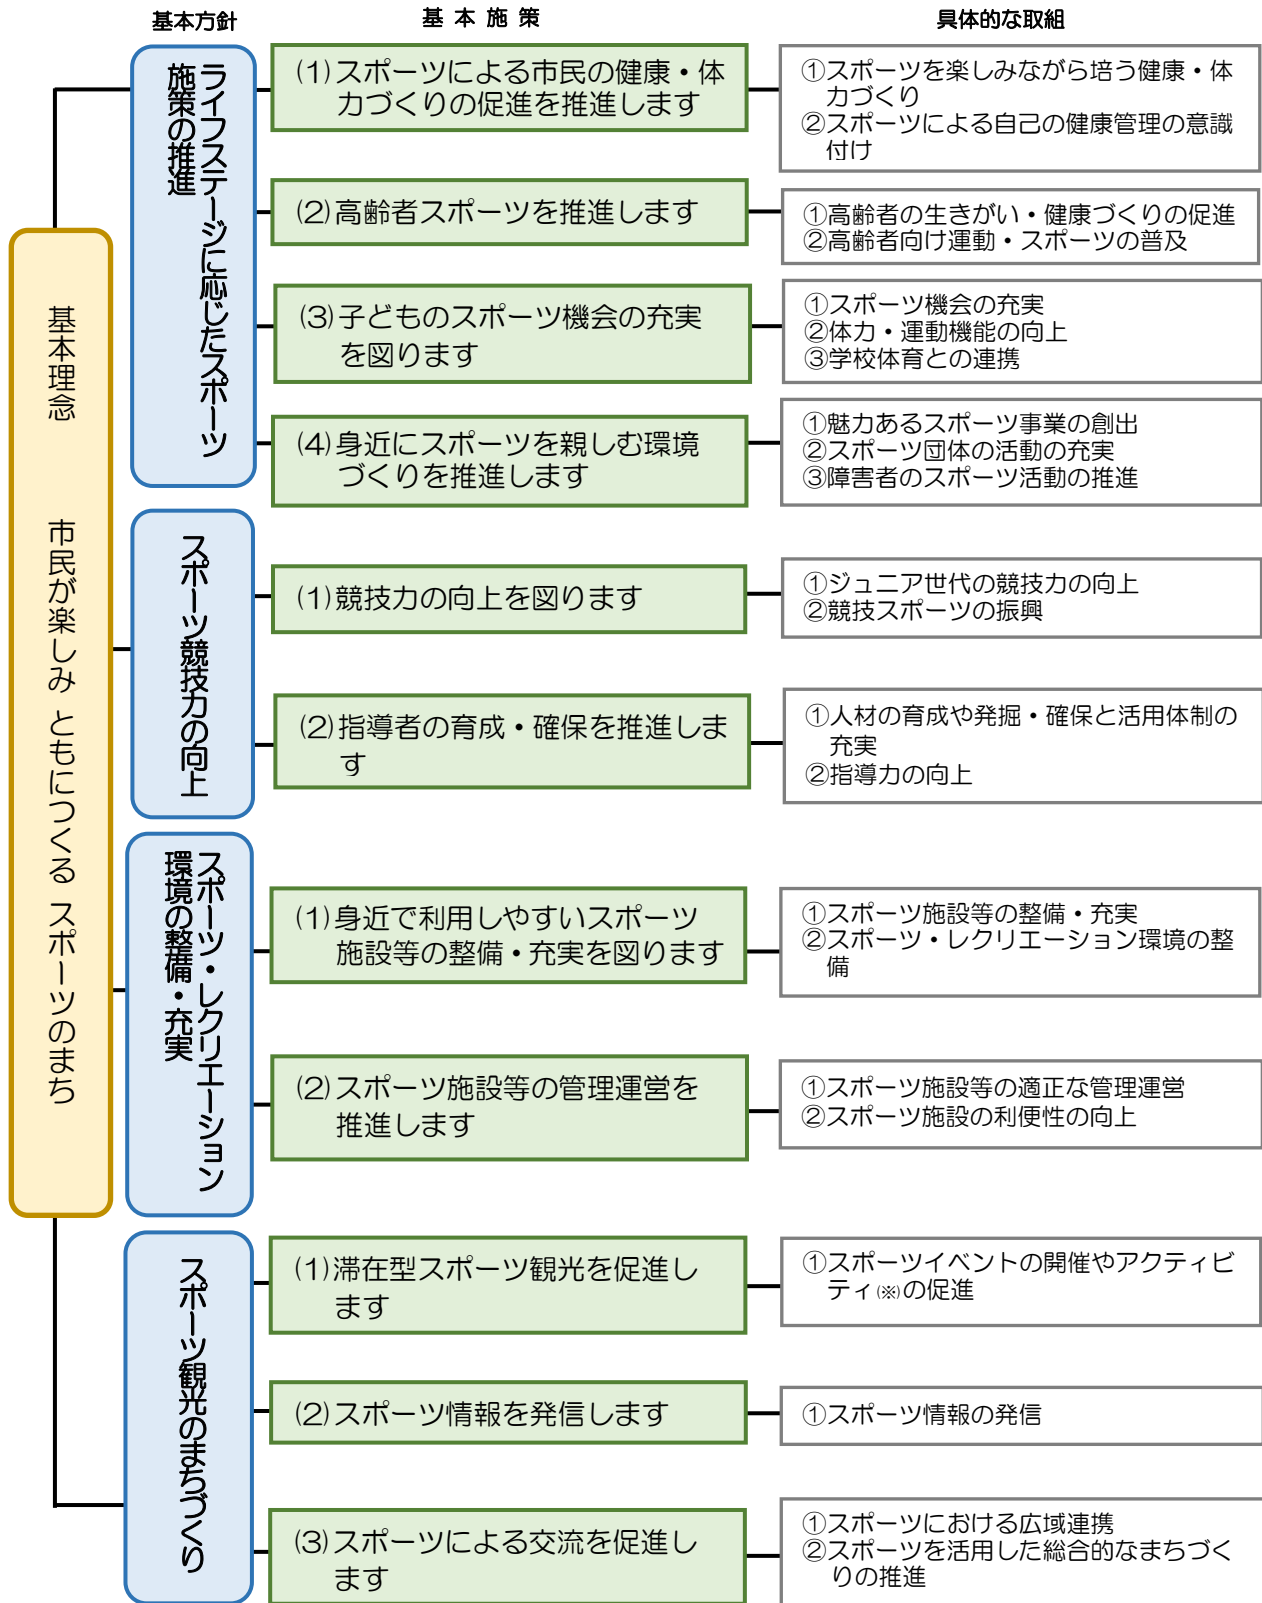 基本方針
基本施策
具体的な取組
基本理念　市民が楽しみ ともにつくる スポーツのまち
ライフステージに応じたスポーツ
施策の推進
(1)スポーツによる市民の健康・体
力づくりの促進を推進します
①スポーツを楽しみながら培う健康・体
力づくり
②スポーツによる自己の健康管理の意識
付け
(2)高齢者スポーツを推進します
①高齢者の生きがい・健康づくりの促進
②高齢者向け運動・スポーツの普及
(3)子どものスポーツ機会の充実
を図ります
①スポーツ機会の充実
②体力・運動機能の向上
③学校体育との連携
(4)身近にスポーツを親しむ環境
づくりを推進します
①魅力あるスポーツ事業の創出
②スポーツ団体の活動の充実
③障害者のスポーツ活動の推進
スポーツ競技力の向上
(1)競技力の向上を図ります
①ジュニア世代の競技力の向上
②競技スポーツの振興
(2)指導者の育成・確保を推進しま
す
①人材の育成や発掘・確保と活用体制の
充実
②指導力の向上
スポーツ・レクリエーション
環境の整備・充実
(1)身近で利用しやすいスポーツ
施設等の整備・充実を図ります
①スポーツ施設等の整備・充実
②スポーツ・レクリエーション環境の整
備
(2)スポーツ施設等の管理運営を
推進します
①スポーツ施設等の適正な管理運営
②スポーツ施設の利便性の向上
スポーツ観光のまちづくり
(1)滞在型スポーツ観光を促進し
ます
①スポーツイベントの開催やアクティビ
ティ(※)の促進
(2)スポーツ情報を発信します
①スポーツ情報の発信
(3)スポーツによる交流を促進し
ます
①スポーツにおける広域連携
②スポーツを活用した総合的なまちづく
りの推進